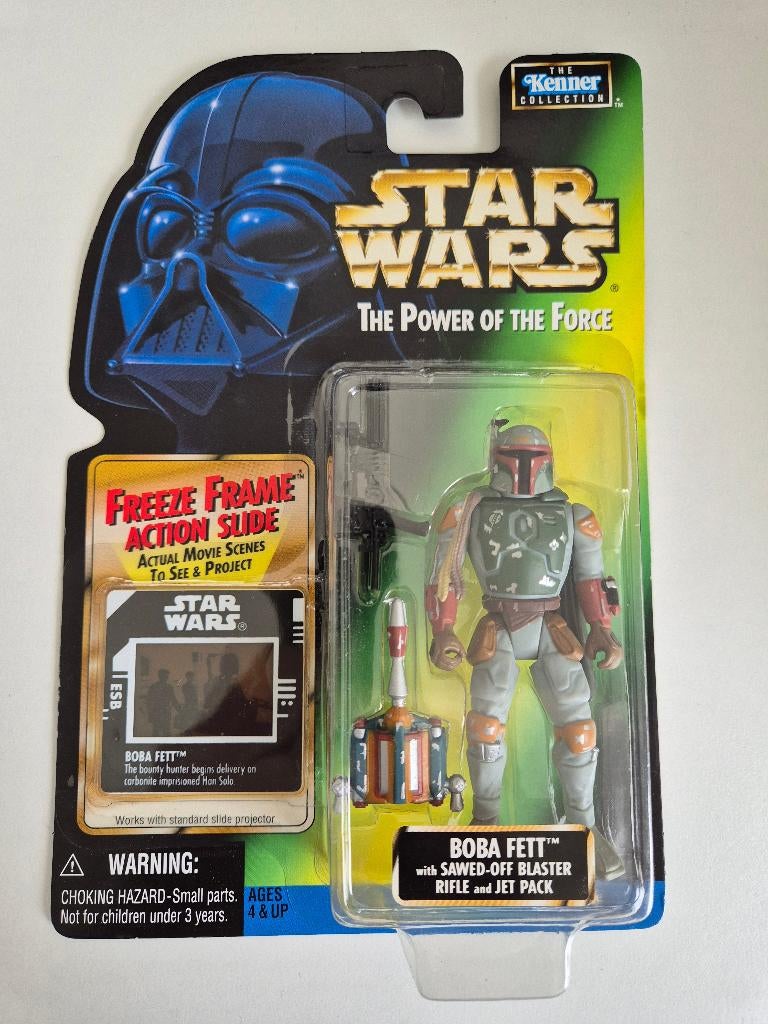 THE
Kenner
COLLECTION
TM
STAR
WARS®
THE POWER OF THE FORCE
FREEZE FRAME™
ACTION SLIDE
ACTUAL MOVIE SCENES
TO SEE & PROJECT
STAR
WARS®
ESB
BOBA FETT™
The bounty hunter begins delivery on
carbonite imprisioned Han Solo.
Works with standard slide projector
BOBA FETT™
with SAWED-OFF BLASTER
RIFLE and JET PACK
⚠ WARNING:
CHOKING HAZARD-Small parts.
Not for children under 3 years.
AGES
4 & UP